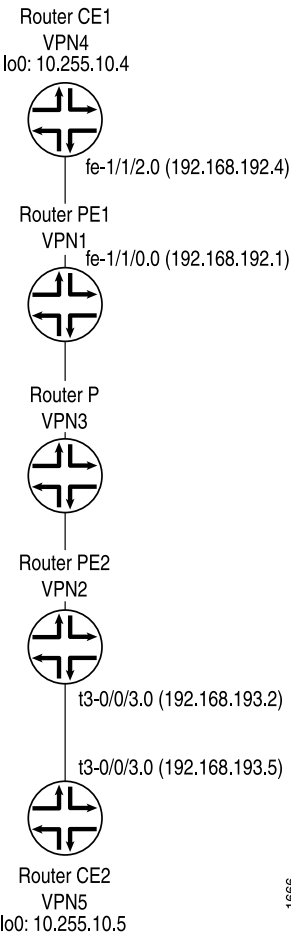 Router CE1
VPN4
lo0: 10.255.10.4
fe-1/1/2.0 (192.168.192.4)
Router PE1
VPN1
fe-1/1/0.0 (192.168.192.1)
Router P
VPN3
Router PE2
VPN2
t3-0/0/3.0 (192.168.193.2)
t3-0/0/3.0 (192.168.193.5)
Router CE2
VPN5
lo0: 10.255.10.5
1666